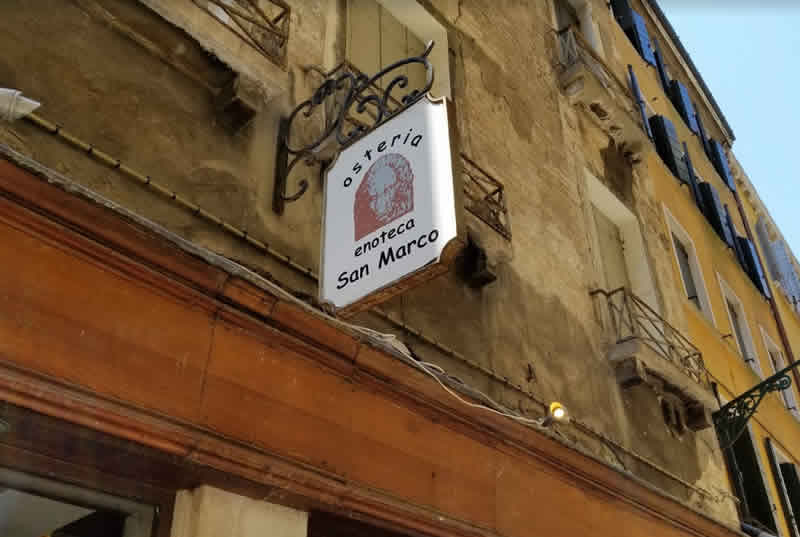 osteria
enoteca
San Marco